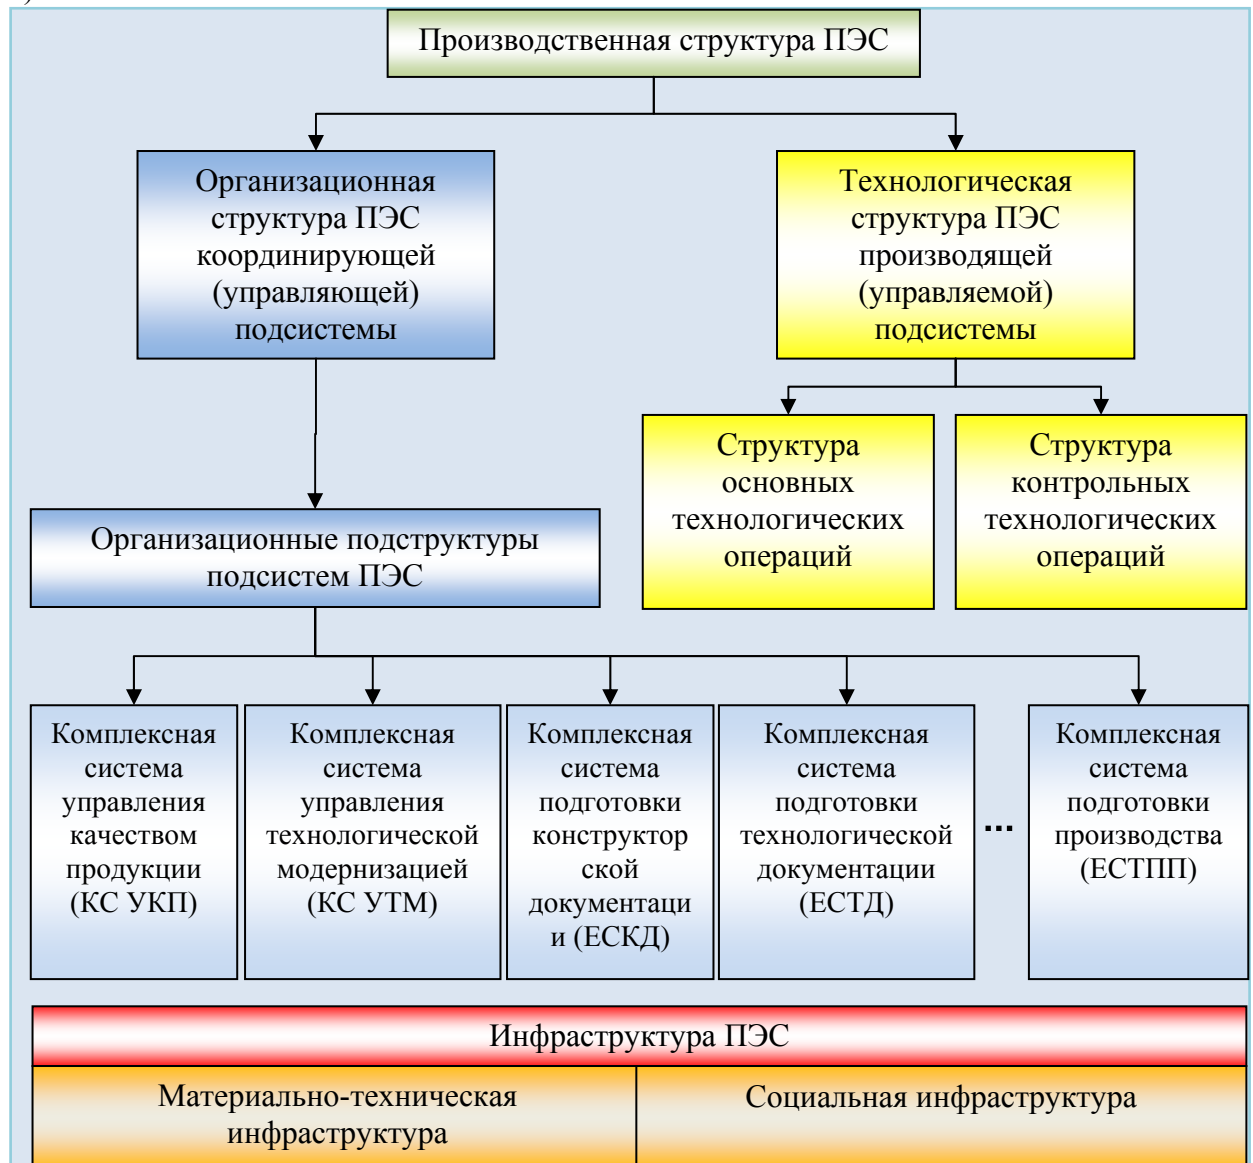 Производственная структура ПЭС
Организационная
структура ПЭС
координирующей
(управляющей)
подсистемы
Технологическая
структура ПЭС
производящей
(управляемой)
подсистемы
Структура
основных
технологических
операций
Структура
контрольных
технологических
операций
Организационные подструктуры
подсистем ПЭС
Комплексная
система
управления
качеством
продукции
(КС УКП)
Комплексная
система
управления
технологической
модернизацией
(КС УТМ)
Комплексная
система
подготовки
конструктор
ской
документаци
и (ЕСКД)
Комплексная
система
подготовки
технологической
документации
(ЕСТД)
...
Комплексная
система
подготовки
производства
(ЕСТПП)
Инфраструктура ПЭС
Материально-техническая
инфраструктура
Социальная инфраструктура